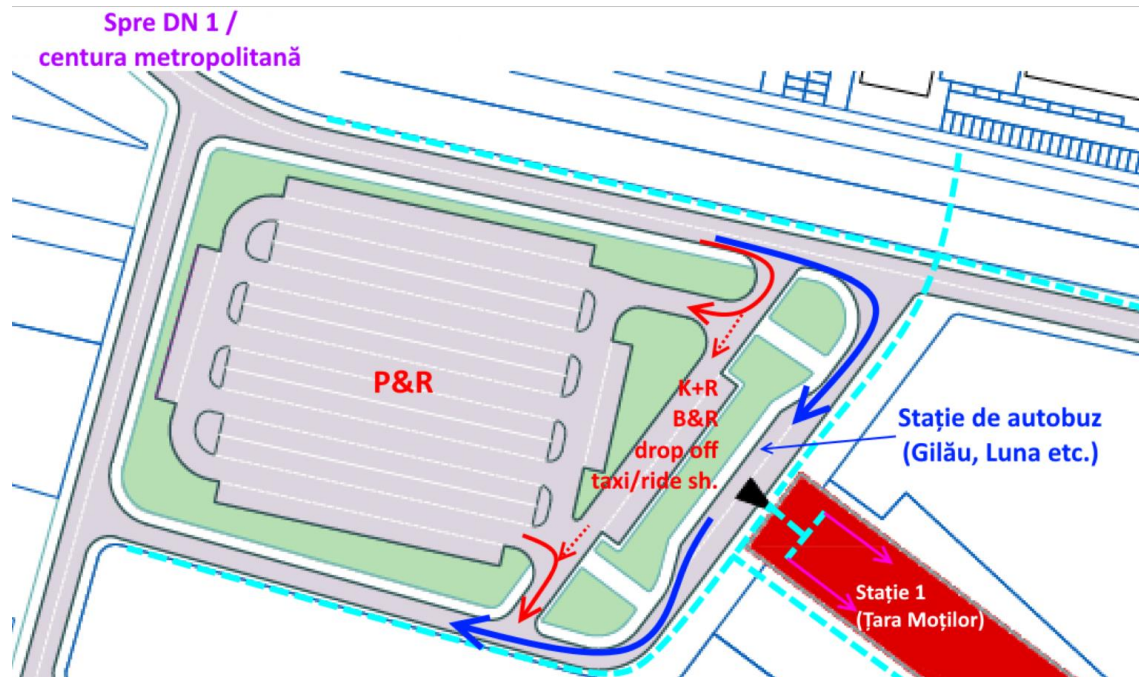 Spre DN 1 /
centura metropolitană
P&R
K+R
B&R
drop off
taxi/ride sh.
Stație de autobuz
(Gilău, Luna etc.)
Stație 1
(Țara Moților)